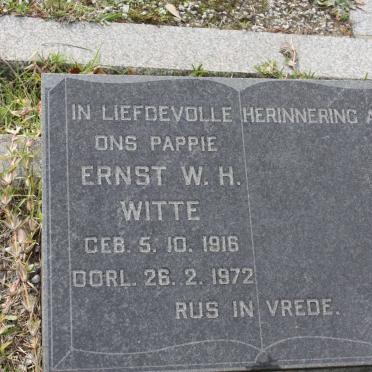 IN LIEFDEVOLLE HERINNERING A
ONS PAPPIE
ERNST W. H.
WITTE
GEB. 5. 10. 1916
OORL. 26. 2. 1972
RUS IN VREDE.